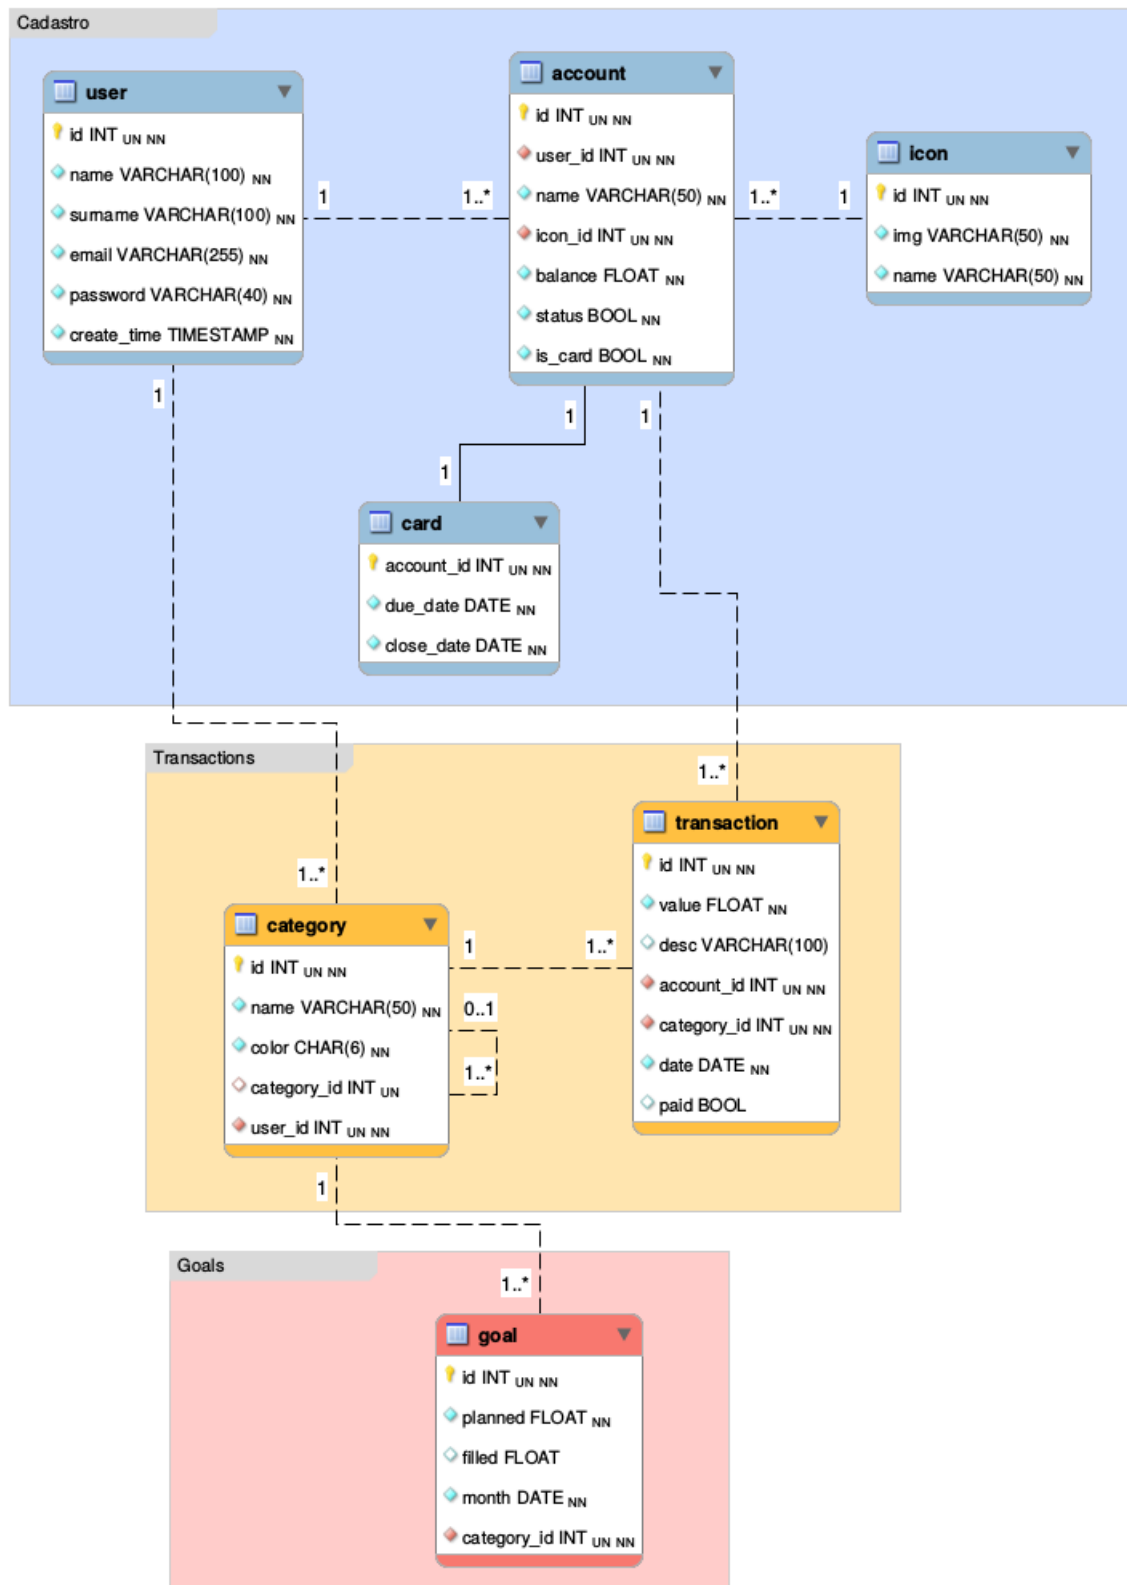 Cadastro
user
id INT UN NN
name VARCHAR(100) NN
surname VARCHAR(100) NN
email VARCHAR(255) NN
password VARCHAR(40) NN
create_time TIMESTAMP NN
account
id INT UN NN
user_id INT UN NN
name VARCHAR(50) NN
icon_id INT UN NN
balance FLOAT NN
status BOOL NN
is_card BOOL NN
icon
id INT UN NN
img VARCHAR(50) NN
name VARCHAR(50) NN
1
1..*
1..*
1
1
1
1
1
card
account_id INT UN NN
due_date DATE NN
close_date DATE NN
Transactions
1..*
1..*
transaction
id INT UN NN
value FLOAT NN
desc VARCHAR(100)
account_id INT UN NN
category_id INT UN NN
date DATE NN
paid BOOL
category
id INT UN NN
name VARCHAR(50) NN
color CHAR(6) NN
category_id INT UN
user_id INT UN NN
1
1..*
0..1
1..*
1
Goals
1..*
goal
id INT UN NN
planned FLOAT NN
filled FLOAT
month DATE NN
category_id INT UN NN